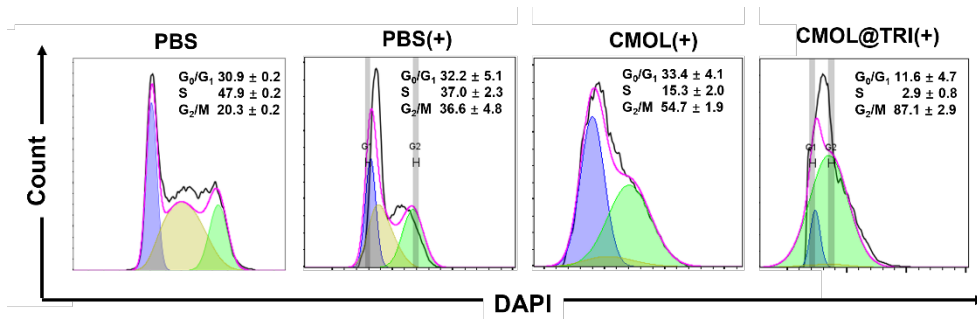 PBS
G₀/G₁ 30.9 ± 0.2
S 47.9 ± 0.2
G₂/M 20.3 ± 0.2
PBS(+)
G₀/G₁ 32.2 ± 5.1
S 37.0 ± 2.3
G₂/M 36.6 ± 4.8
G1
G2
CMOL(+)
G₀/G₁ 33.4 ± 4.1
S 15.3 ± 2.0
G₂/M 54.7 ± 1.9
CMOL@TRI(+)
G₀/G₁ 11.6 ± 4.7
S 2.9 ± 0.8
G₂/M 87.1 ± 2.9
G1
G2
Count
DAPI